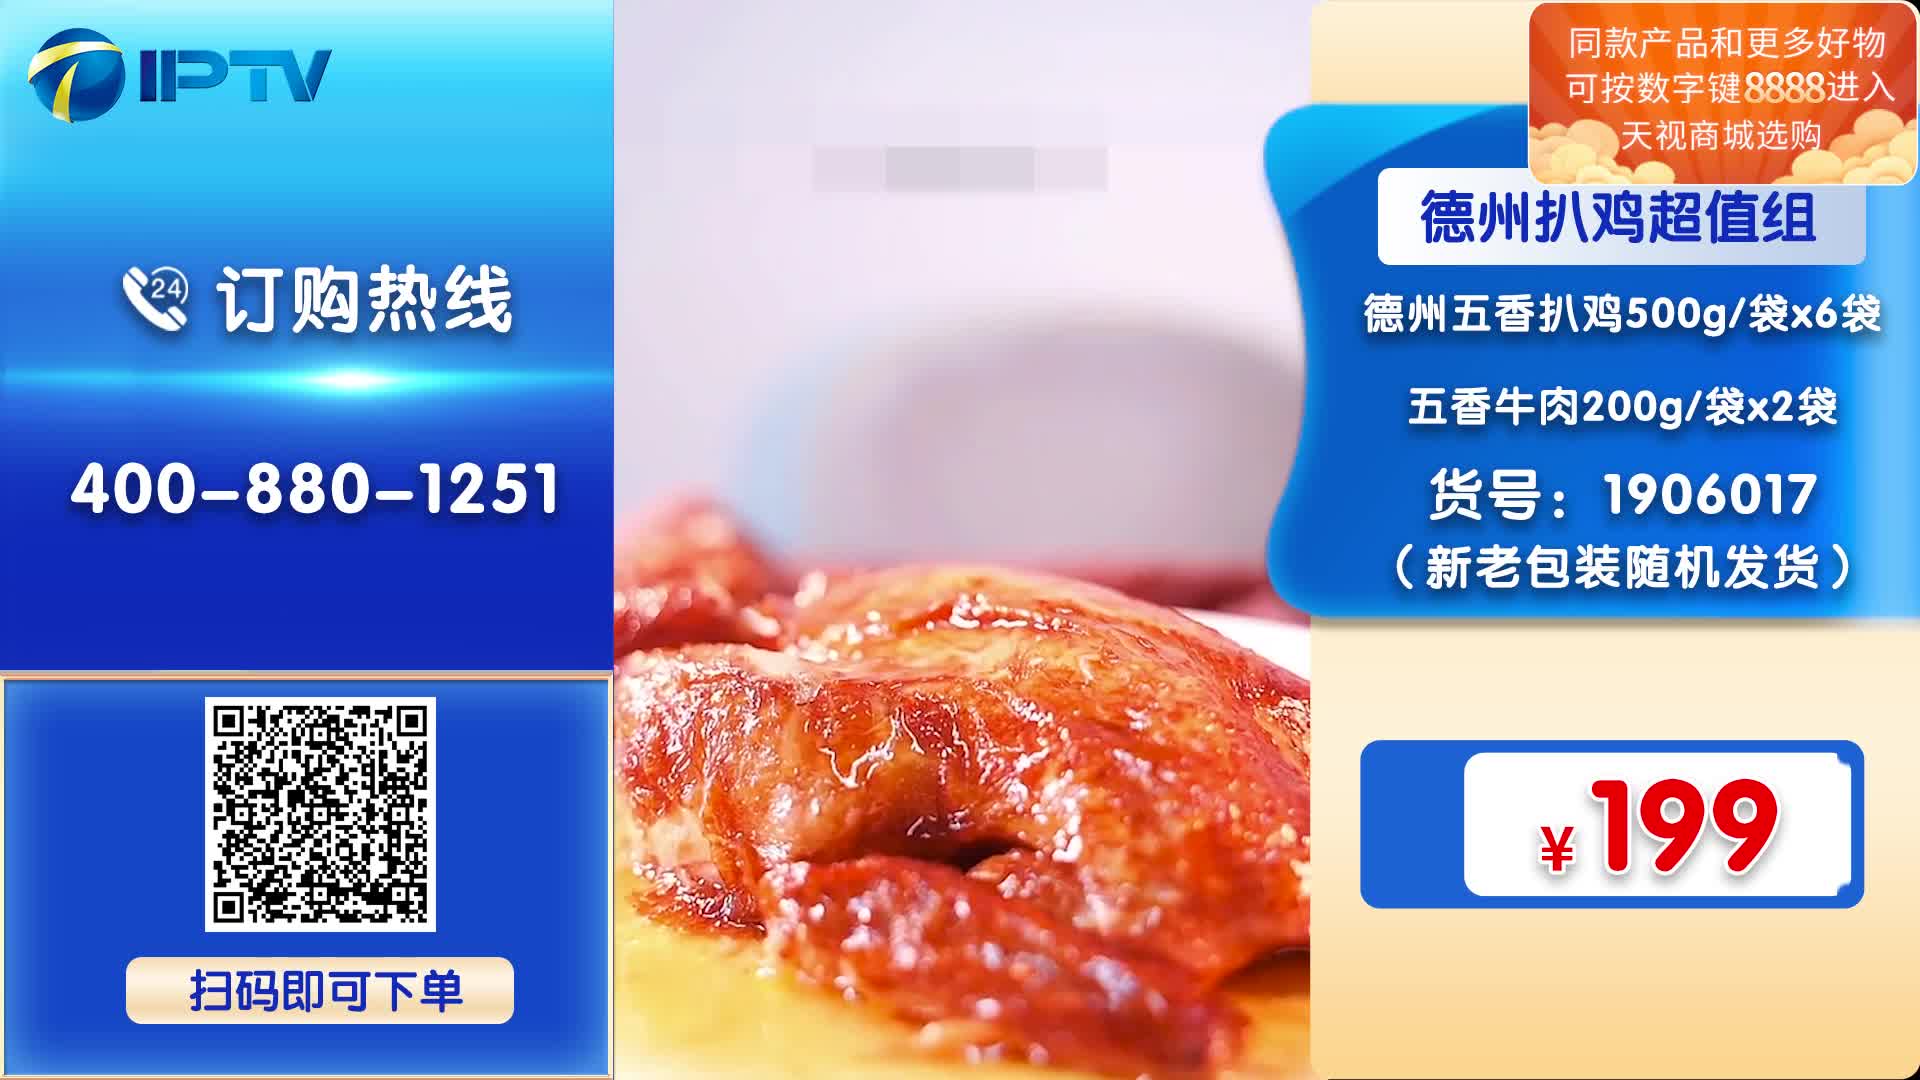 IPTV
24
订购热线
400-880-1251
扫码即可下单
同款产品和更多好物
可按数字键8888进入
天视商城选购
德州扒鸡超值组
德州五香扒鸡500g/袋x6袋
五香牛肉200g/袋x2袋
货号：1906017
（新老包装随机发货）
¥199